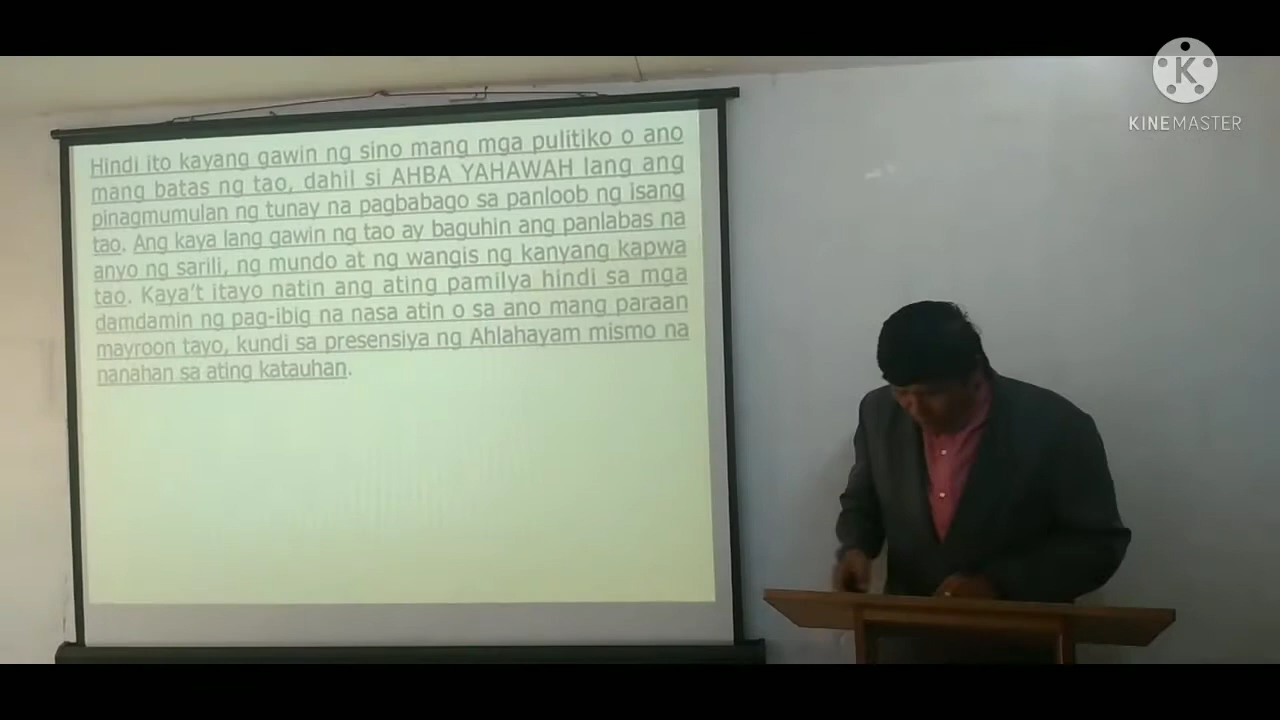 Hindi ito kayang gawin ng sino mang mga pulitiko o ano
mang batas ng tao, dahil si AHBA YAHAWAH lang ang
pinagmumulan ng tunay na pagbabago sa panloob ng isang
tao. Ang kaya lang gawin ng tao ay baguhin ang panlabas na
anyo ng sarili, ng mundo at ng wangis ng kanyang kapwa
tao. Kaya't itayo natin ang ating pamilya hindi sa mga
damdamin ng pag-ibig na nasa atin o sa ano mang paraan
mayroon tayo, kundi sa presensiya ng Ahlahayam mismo na
nanahan sa ating katauhan.
K
KINEMASTER